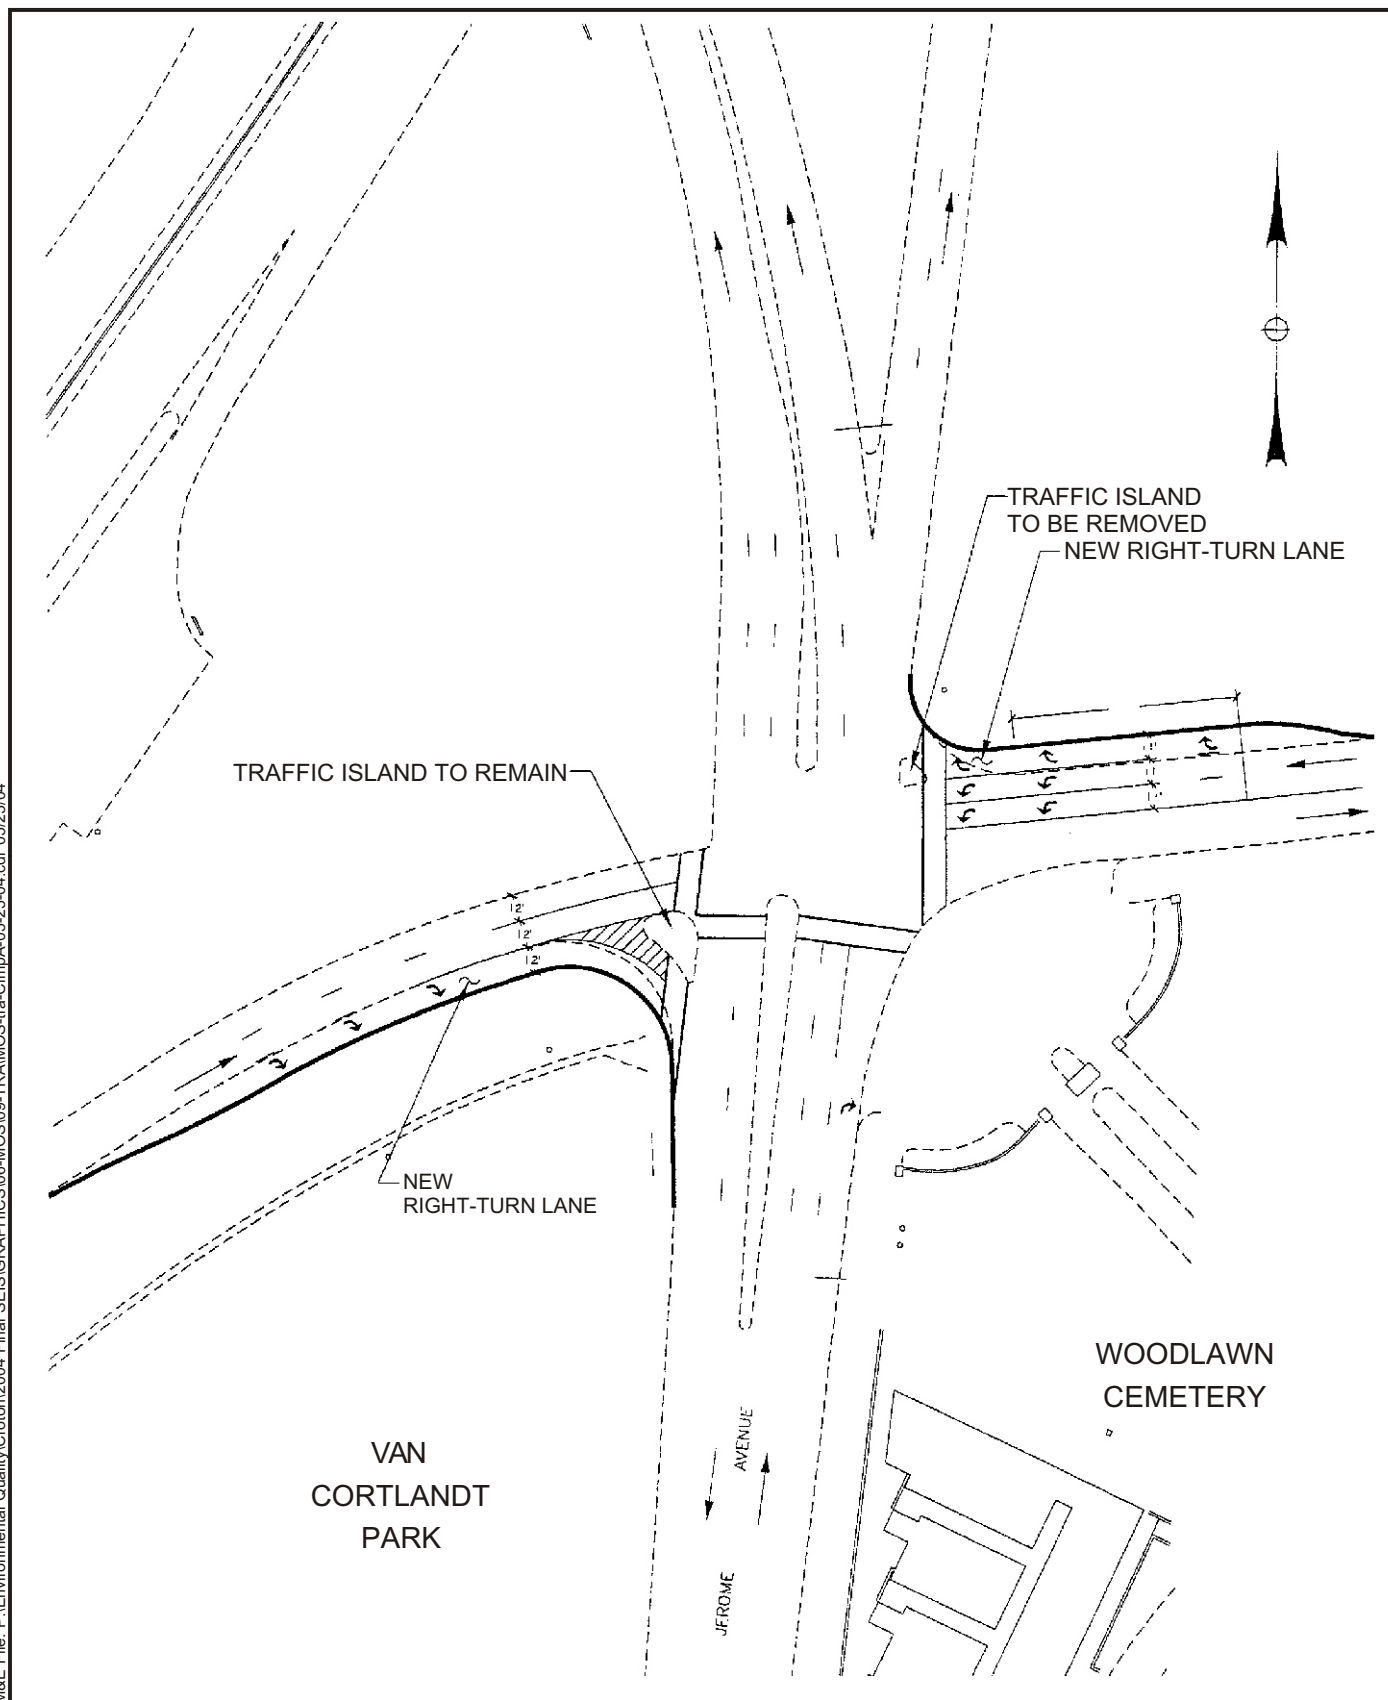 TRAFFIC ISLAND
TO BE REMOVED
NEW RIGHT-TURN LANE
TRAFFIC ISLAND TO REMAIN
12'
12'
12'
NEW
RIGHT-TURN LANE
WOODLAWN
CEMETERY
VAN
CORTLANDT
PARK
JEROME AVENUE